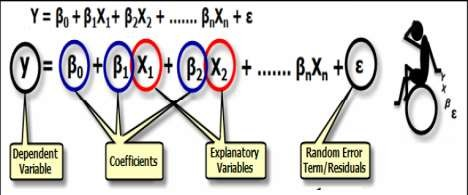 Y = β₀ + β₁X₁ + β₂X₂ + ....... βₙXₙ + ε
y = β₀ + β₁ X₁ + β₂ X₂ + ....... βₙXₙ + ε
Dependent Variable
Coefficients
Explanatory Variables
Random Error Term/Residuals
Y
X
β
ε